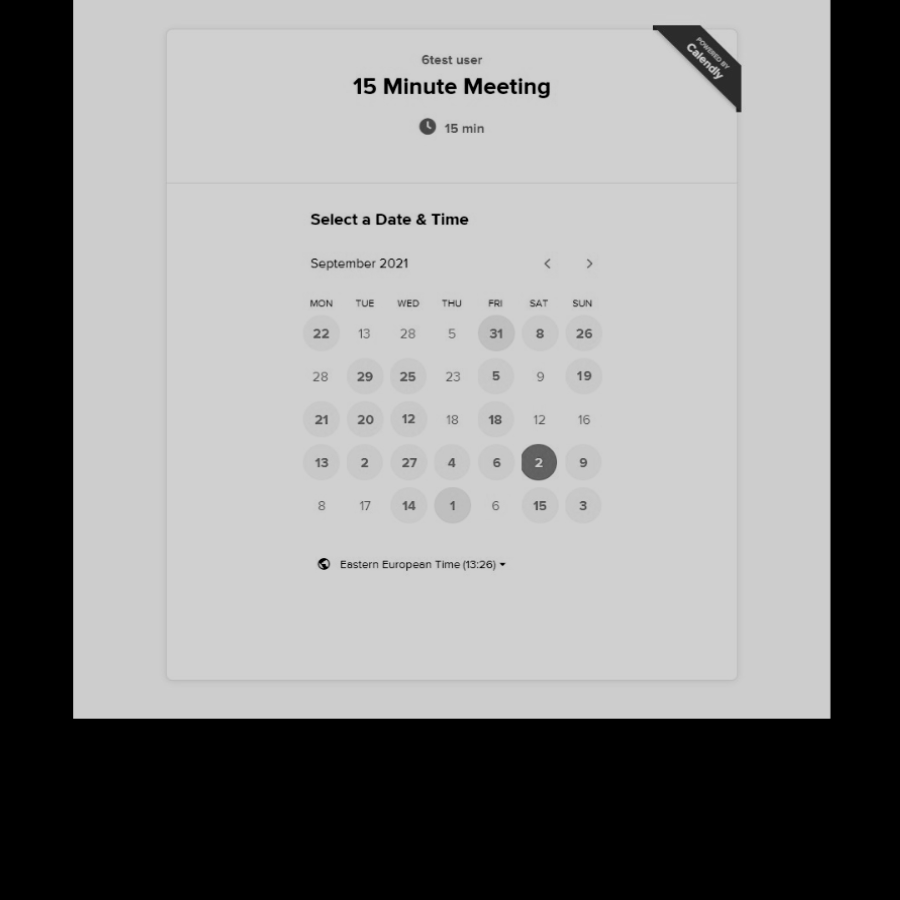 POWERED BY
Calendly
6test user
15 Minute Meeting
15 min
Select a Date & Time
September 2021
MON TUE WED THU FRI SAT SUN
22 13 28 5 31 8 26
28 29 25 23 5 9 19
21 20 12 18 18 12 16
13 2 27 4 6 2 9
8 17 14 1 6 15 3
Eastern European Time (13:26)